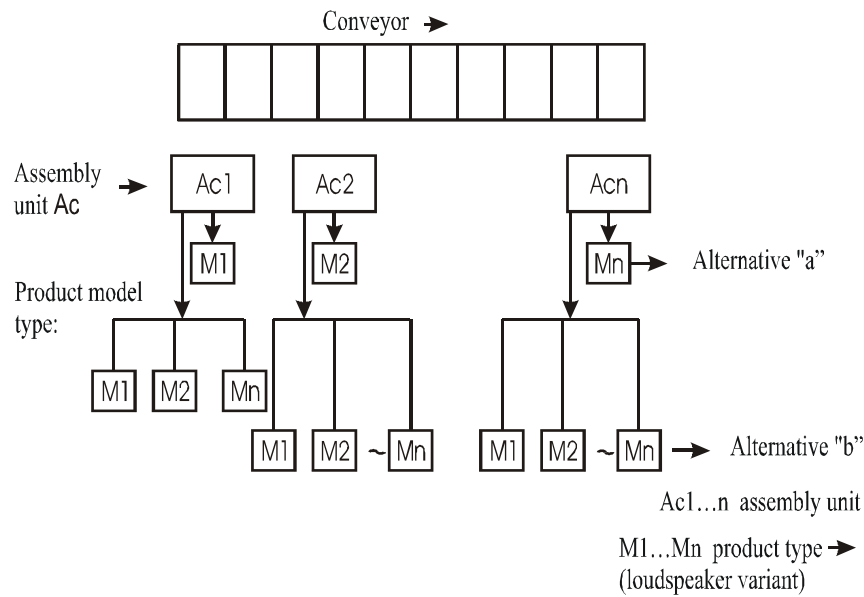 Conveyor
Assembly
unit Ac
Ac1 Ac2 Acn
M1 M2 Mn
Alternative "a”
Product model
type:
M1 M2 Mn
M1 M2 ~ Mn M1 M2 ~ Mn
Alternative "b”
Ac1...n assembly unit
M1...Mn product type
(loudspeaker variant)